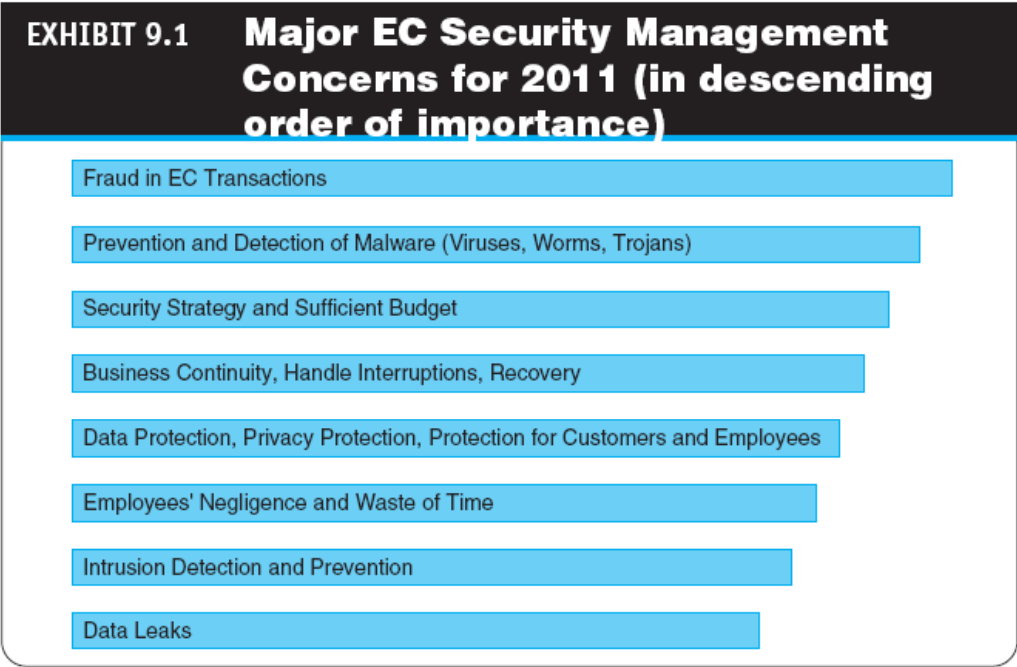 EXHIBIT 9.1
Major EC Security Management
Concerns for 2011 (in descending
order of importance)
Fraud in EC Transactions
Prevention and Detection of Malware (Viruses, Worms, Trojans)
Security Strategy and Sufficient Budget
Business Continuity, Handle Interruptions, Recovery
Data Protection, Privacy Protection, Protection for Customers and Employees
Employees' Negligence and Waste of Time
Intrusion Detection and Prevention
Data Leaks